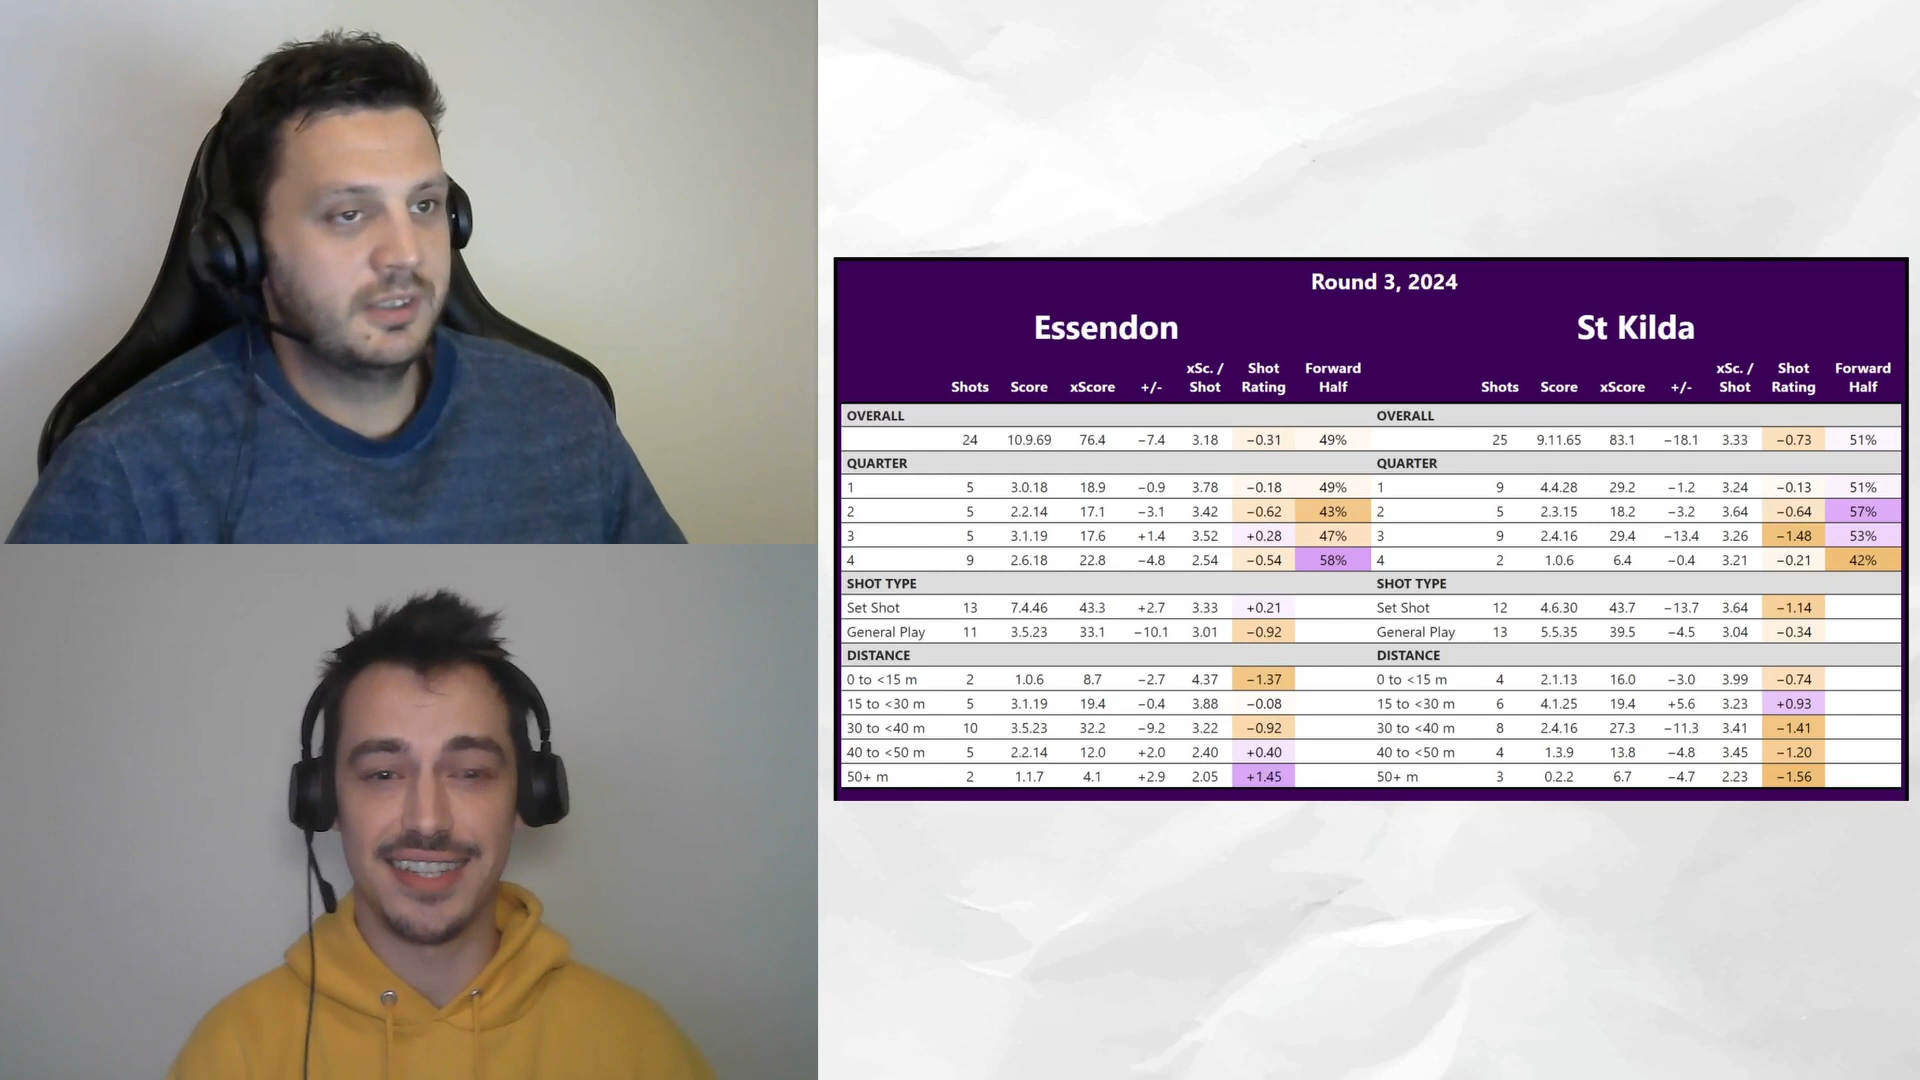 Round 3, 2024
Essendon St Kilda
xSc. / Shot Forward xSc. / Shot Forward
Shots Score xScore +/- Shot Rating Half Shots Score xScore +/- Shot Rating Half
OVERALL OVERALL
24 10.9.69 76.4 −7.4 3.18 −0.31 49% 25 9.11.65 83.1 −18.1 3.33 −0.73 51%
QUARTER QUARTER
1 5 3.0.18 18.9 −0.9 3.78 −0.18 49% 1 9 4.4.28 29.2 −1.2 3.24 −0.13 51%
2 5 2.2.14 17.1 −3.1 3.42 −0.62 43% 2 5 2.3.15 18.2 −3.2 3.64 −0.64 57%
3 5 3.1.19 17.6 +1.4 3.52 +0.28 47% 3 9 2.4.16 29.4 −13.4 3.26 −1.48 53%
4 9 2.6.18 22.8 −4.8 2.54 −0.54 58% 4 2 1.0.6 6.4 −0.4 3.21 −0.21 42%
SHOT TYPE SHOT TYPE
Set Shot 13 7.4.46 43.3 +2.7 3.33 +0.21 Set Shot 12 4.6.30 43.7 −13.7 3.64 −1.14
General Play 11 3.5.23 33.1 −10.1 3.01 −0.92 General Play 13 5.5.35 39.5 −4.5 3.04 −0.34
DISTANCE DISTANCE
0 to <15 m 2 1.0.6 8.7 −2.7 4.37 −1.37 0 to <15 m 4 2.1.13 16.0 −3.0 3.99 −0.74
15 to <30 m 5 3.1.19 19.4 −0.4 3.88 −0.08 15 to <30 m 6 4.1.25 19.4 +5.6 3.23 +0.93
30 to <40 m 10 3.5.23 32.2 −9.2 3.22 −0.92 30 to <40 m 8 2.4.16 27.3 −11.3 3.41 −1.41
40 to <50 m 5 2.2.14 12.0 +2.0 2.40 +0.40 40 to <50 m 4 1.3.9 13.8 −4.8 3.45 −1.20
50+ m 2 1.1.7 4.1 +2.9 2.05 +1.45 50+ m 3 0.2.2 6.7 −4.7 2.23 −1.56